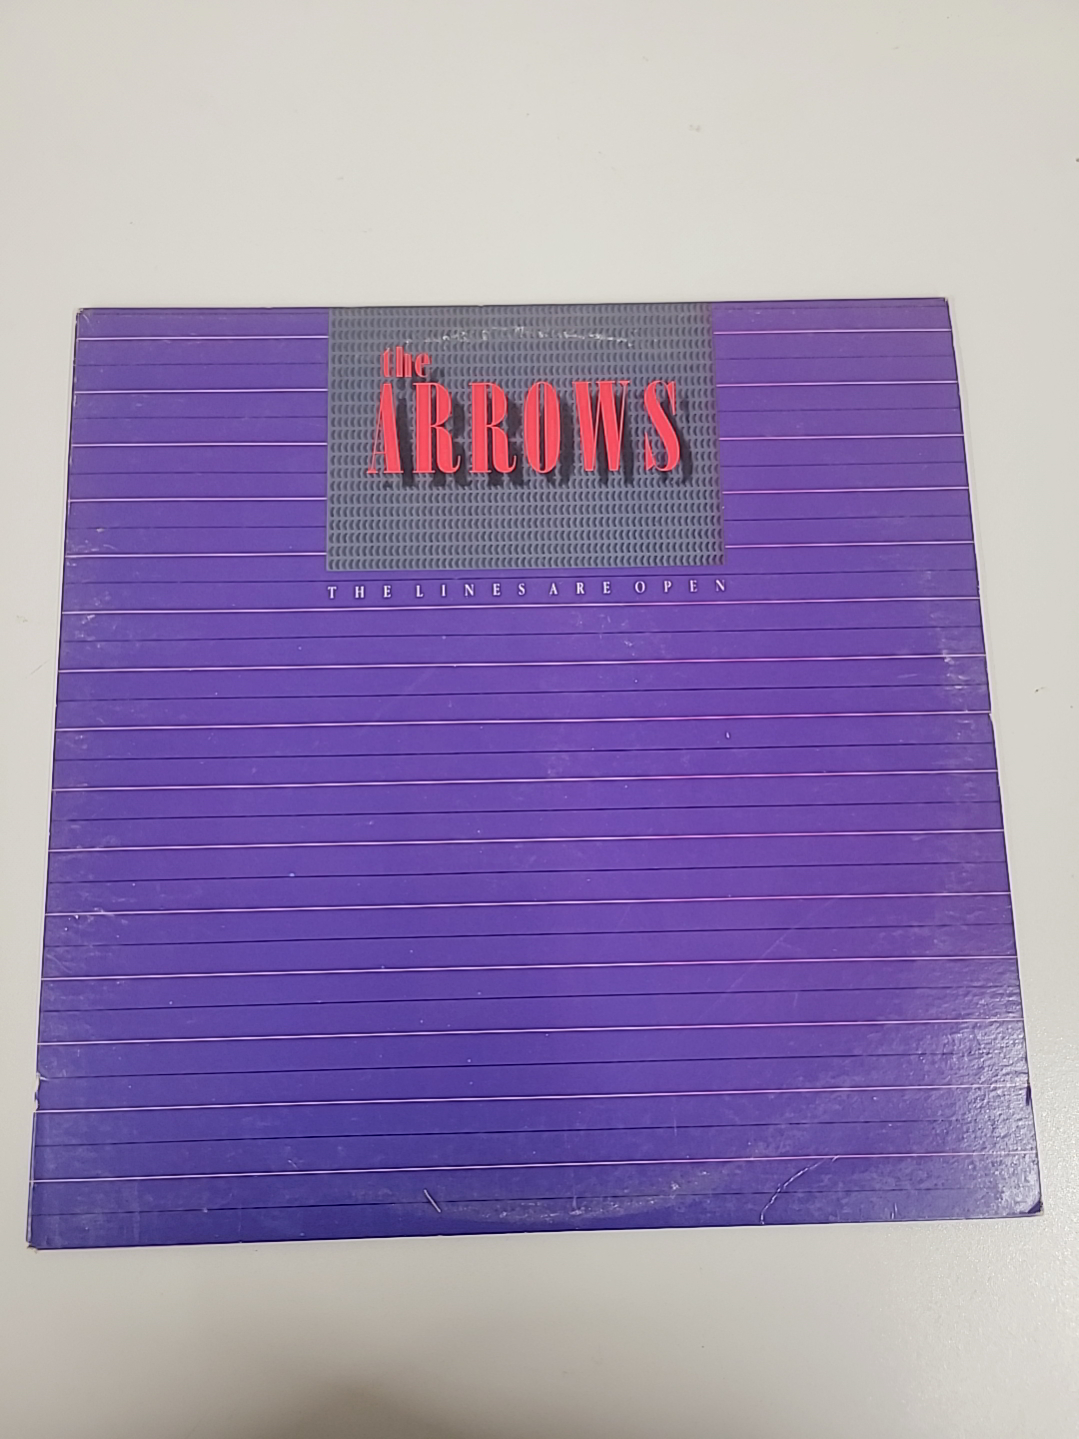 the
ARROWS
THE LINES ARE OPEN